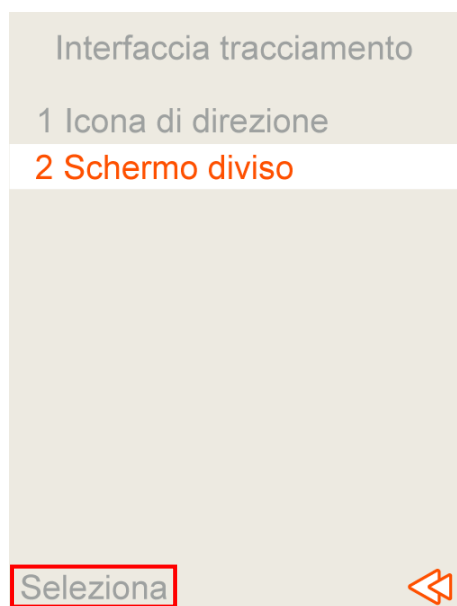 Interfaccia tracciamento
1 Icona di direzione
2 Schermo diviso
Seleziona